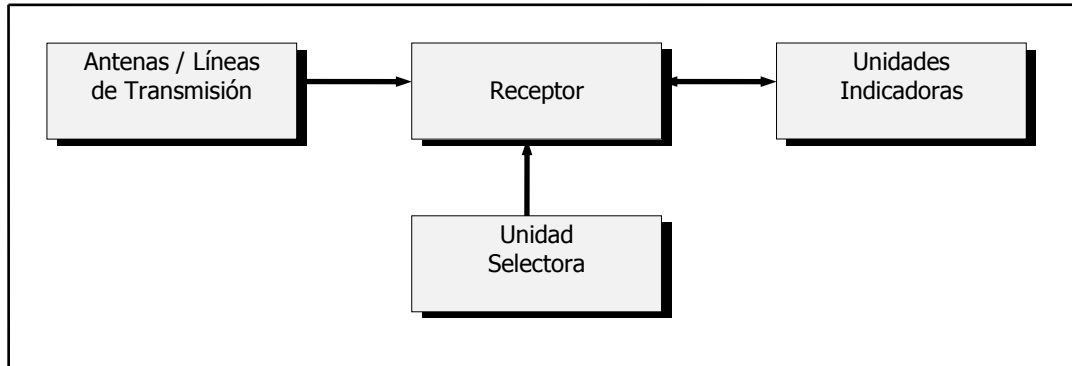 Antenas / Líneas
de Transmisión
Receptor
Unidades
Indicadoras
Unidad
Selectora